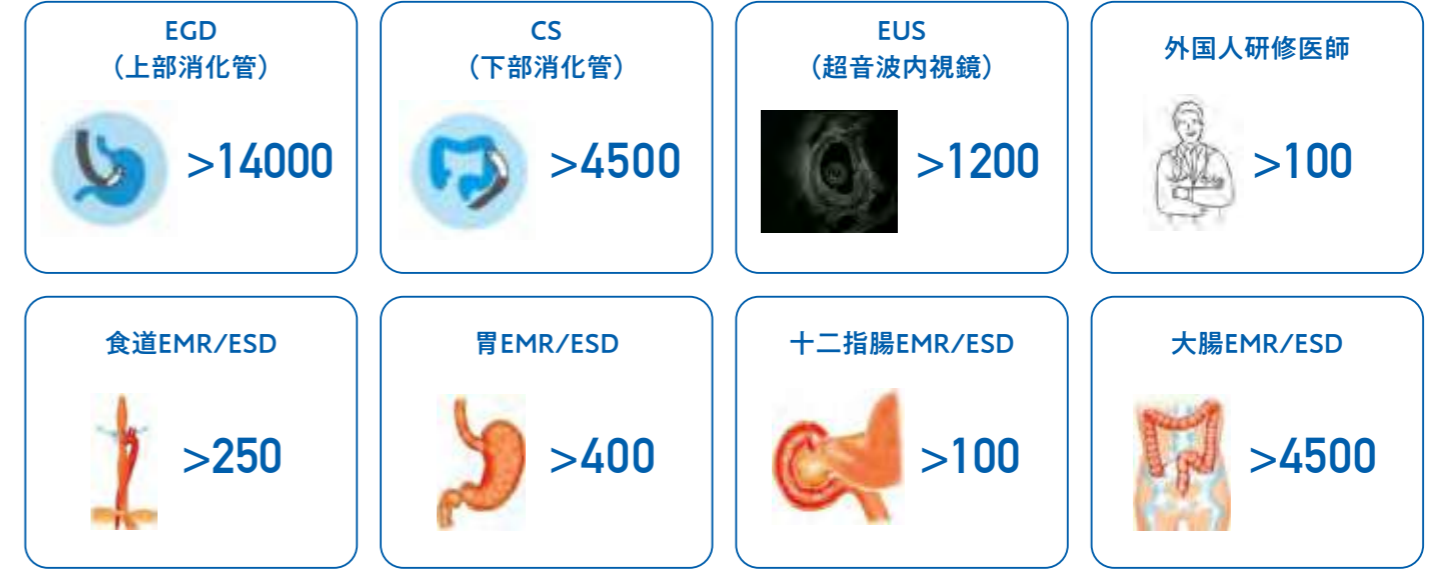 EGD
（上部消化管）
>14000
CS
（下部消化管）
>4500
EUS
（超音波内視鏡）
>1200
外国人研修医師
>100
食道EMR/ESD
>250
胃EMR/ESD
>400
十二指腸EMR/ESD
>100
大腸EMR/ESD
>4500